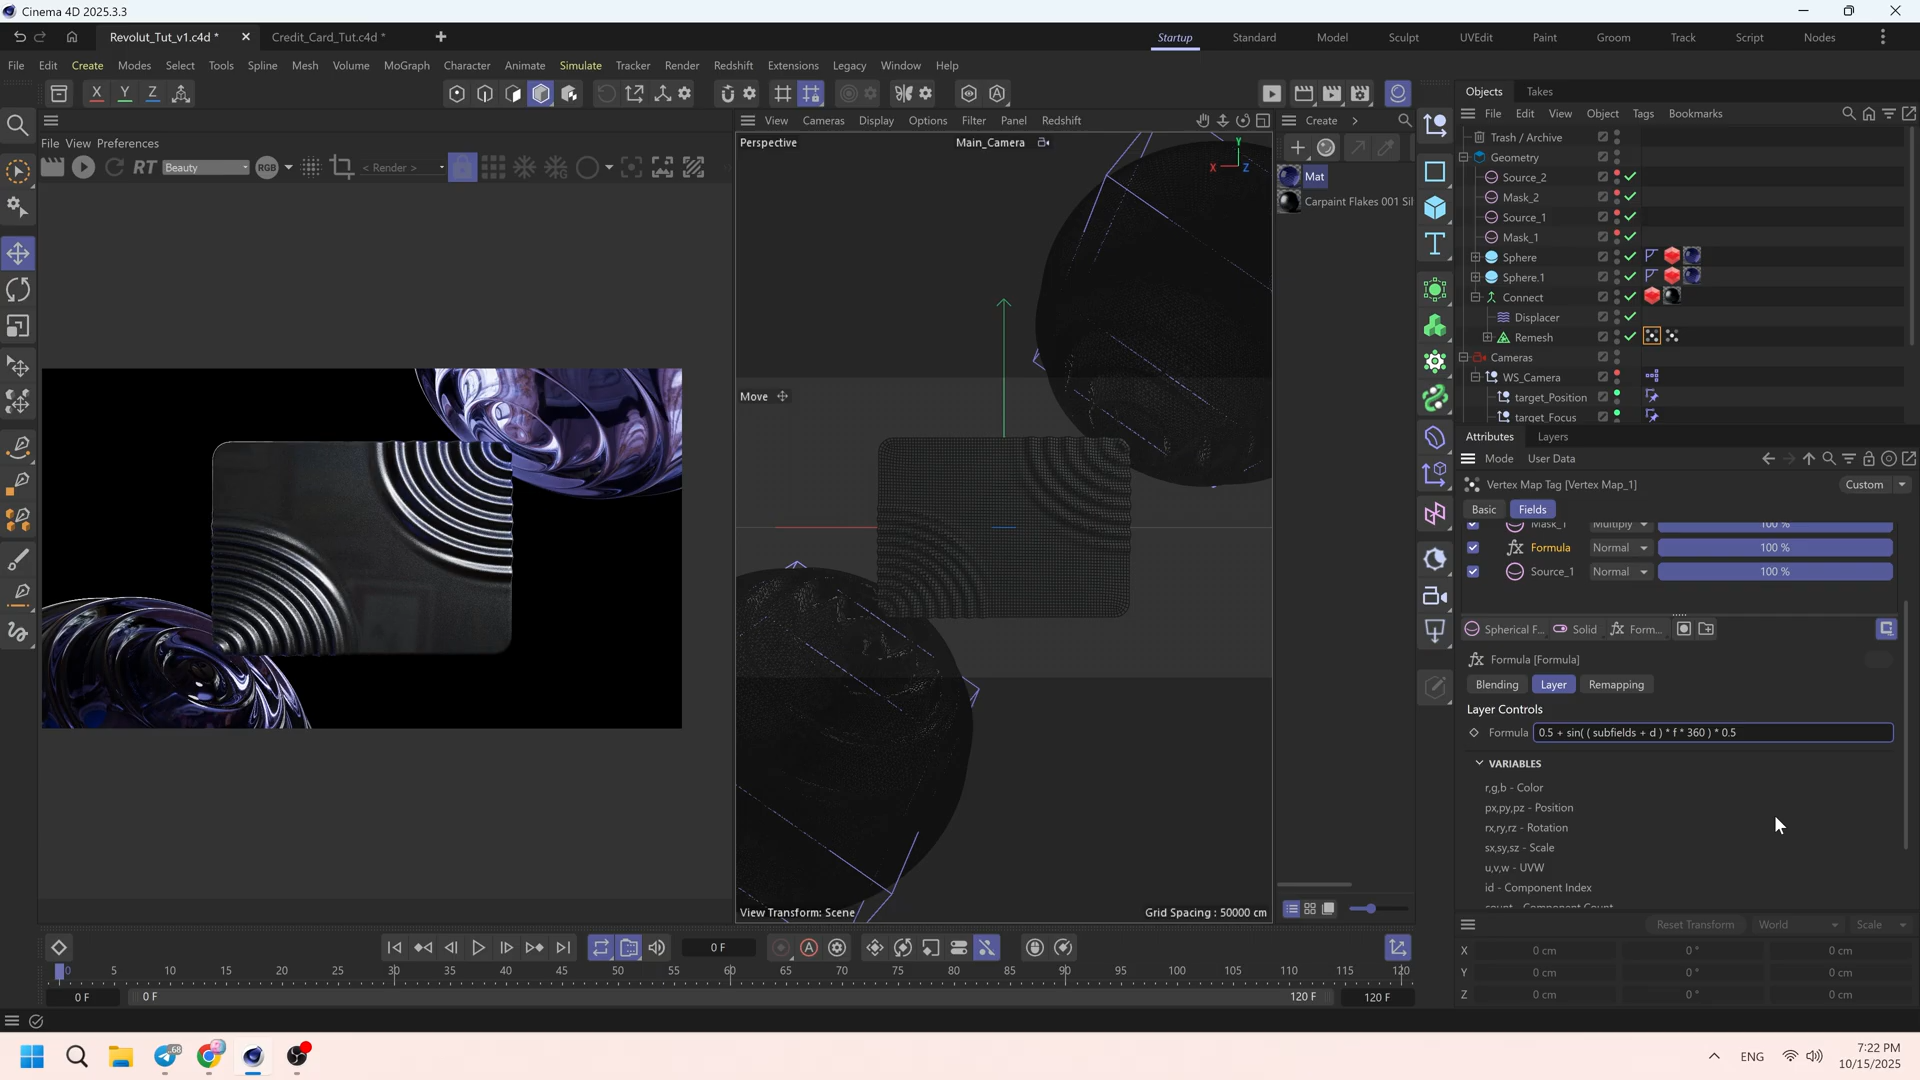 Cinema 4D 2025.3.3
Revolut_Tut_v1.c4d *
Credit_Card_Tut.c4d *
Startup Standard Model Sculpt UVEdit Paint Groom Track Script Nodes
File Edit Create Modes Select Tools Spline Mesh Volume MoGraph Character Animate Simulate Tracker Render Redshift Extensions Legacy Window Help
X Y Z
Objects Takes
File Edit View Object Tags Bookmarks
View Cameras Display Options Filter Panel Redshift
Create
File View Preferences
RT Beauty RGB < Render >
Perspective
Main_Camera
Y
X Z
Mat
Carpaint Flakes 001 Sil
Trash / Archive
Geometry
Source_2
Mask_2
Source_1
Mask_1
Sphere
Sphere.1
Connect
Displacer
Remesh
Cameras
WS_Camera
target_Position
target_Focus
Move
Attributes Layers
Mode User Data
Vertex Map Tag [Vertex Map_1]
Custom
Basic Fields
Mask_1 Multiply 100 %
Formula Normal 100 %
Source_1 Normal 100 %
Spherical F... Solid Form...
Formula [Formula]
Blending Layer Remapping
Layer Controls
Formula 0.5 + sin( ( subfields + d ) * f * 360 ) * 0.5
VARIABLES
r,g,b - Color
px,py,pz - Position
rx,ry,rz - Rotation
sx,sy,sz - Scale
u,v,w - UVW
id - Component Index
count - Component Count
View Transform: Scene
Grid Spacing : 50000 cm
Reset Transform World Scale
X 0 cm 0 ° 0 cm
Y 0 cm 0 ° 0 cm
Z 0 cm 0 ° 0 cm
0 F
A
0 5 10 15 20 25 30 35 40 45 50 55 60 65 70 75 80 85 90 95 100 105 110 115 120
0 F 0 F 120 F 120 F
68
ENG
7:22 PM
10/15/2025